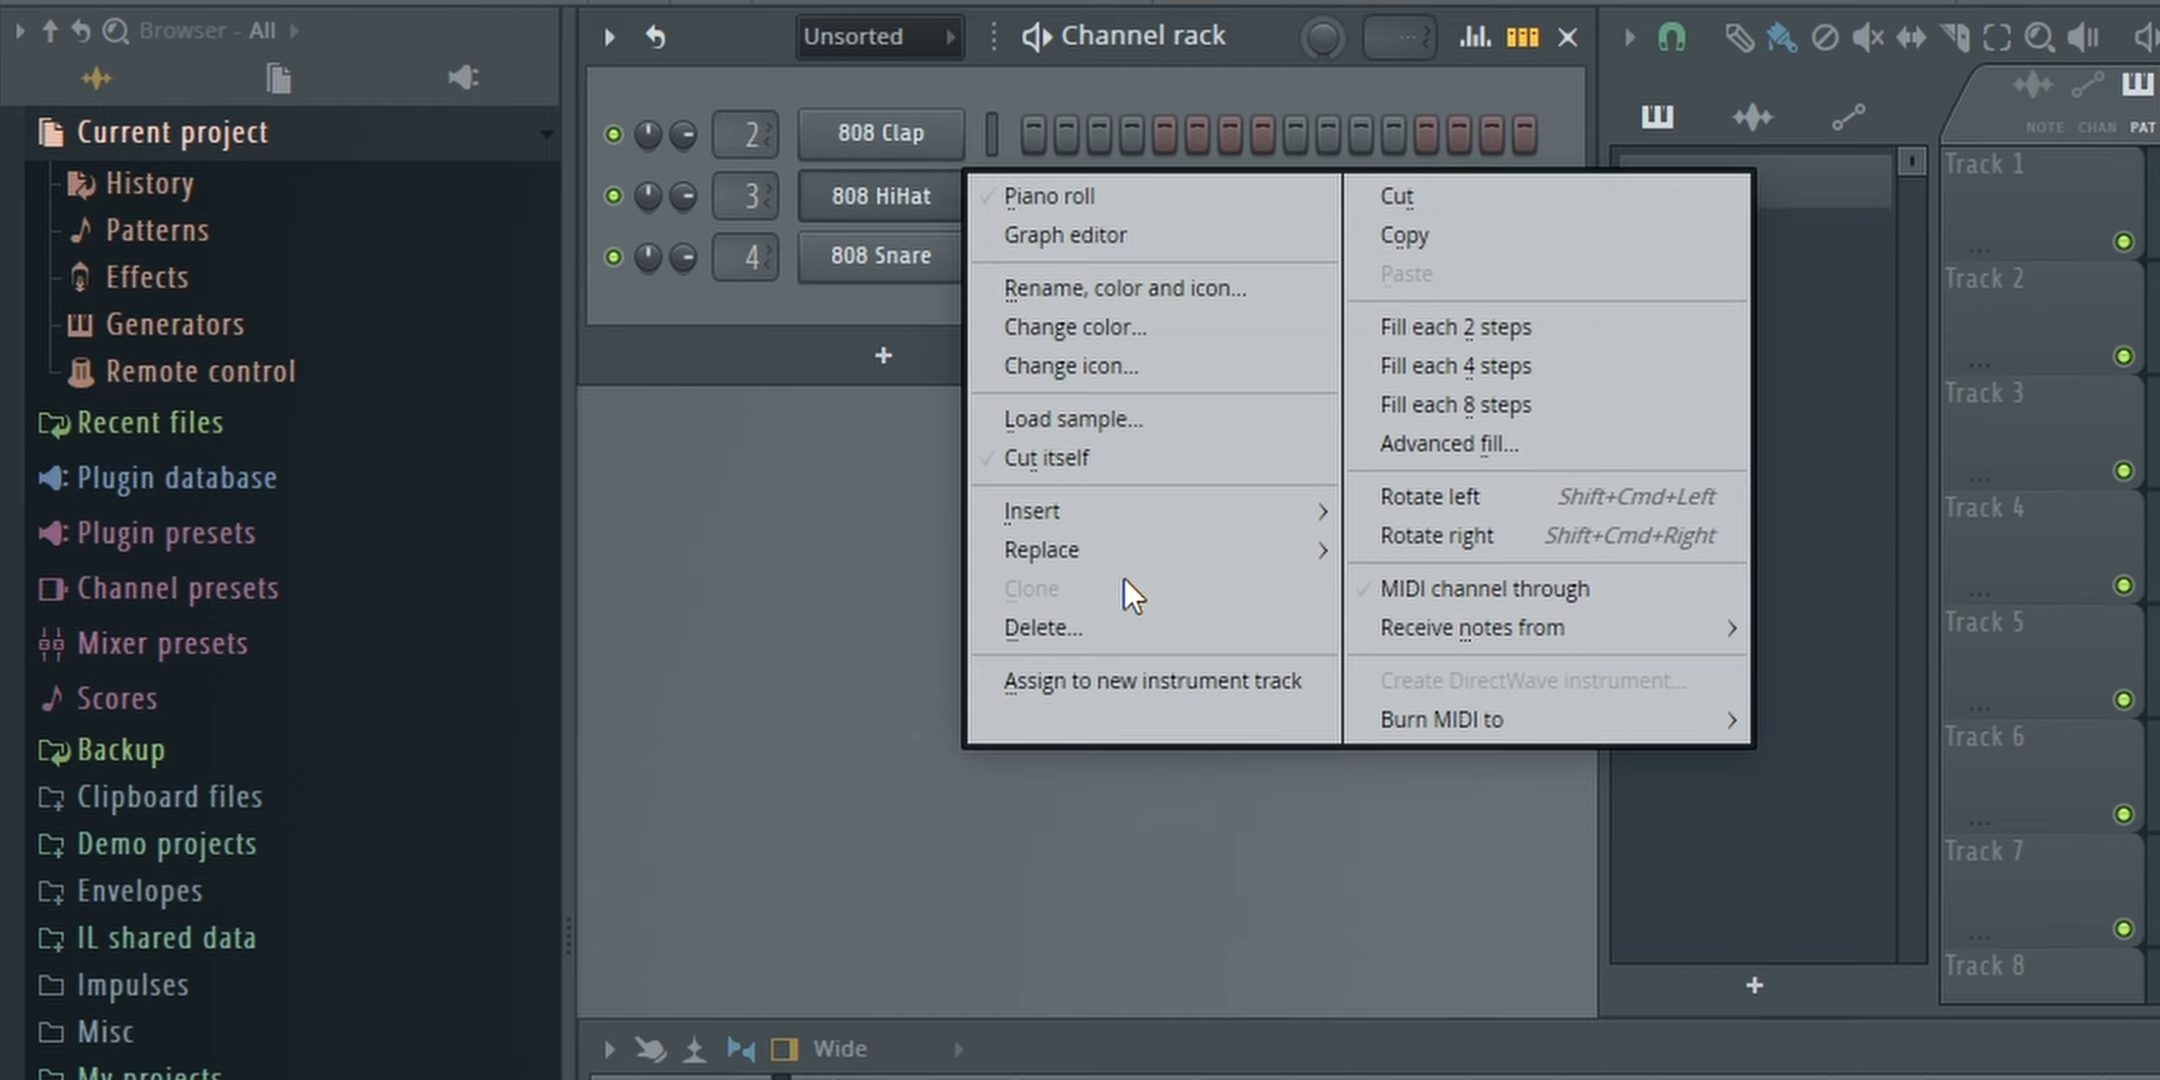 Browser - All
Current project
History
Patterns
Effects
Generators
Remote control
Recent files
Plugin database
Plugin presets
Channel presets
Mixer presets
Scores
Backup
Clipboard files
Demo projects
Envelopes
IL shared data
Impulses
Misc
My projects
Unsorted
Channel rack
2 808 Clap
3 808 HiHat
4 808 Snare
+
Piano roll
Graph editor
Rename, color and icon...
Change color...
Change icon...
Load sample...
Cut itself
Insert
Replace
Clone
Delete...
Assign to new instrument track
Cut
Copy
Paste
Fill each 2 steps
Fill each 4 steps
Fill each 8 steps
Advanced fill...
Rotate left Shift+Cmd+Left
Rotate right Shift+Cmd+Right
MIDI channel through
Receive notes from
Create DirectWave instrument...
Burn MIDI to
+
Wide
NOTE CHAN PAT
Track 1
Track 2
Track 3
Track 4
Track 5
Track 6
Track 7
Track 8